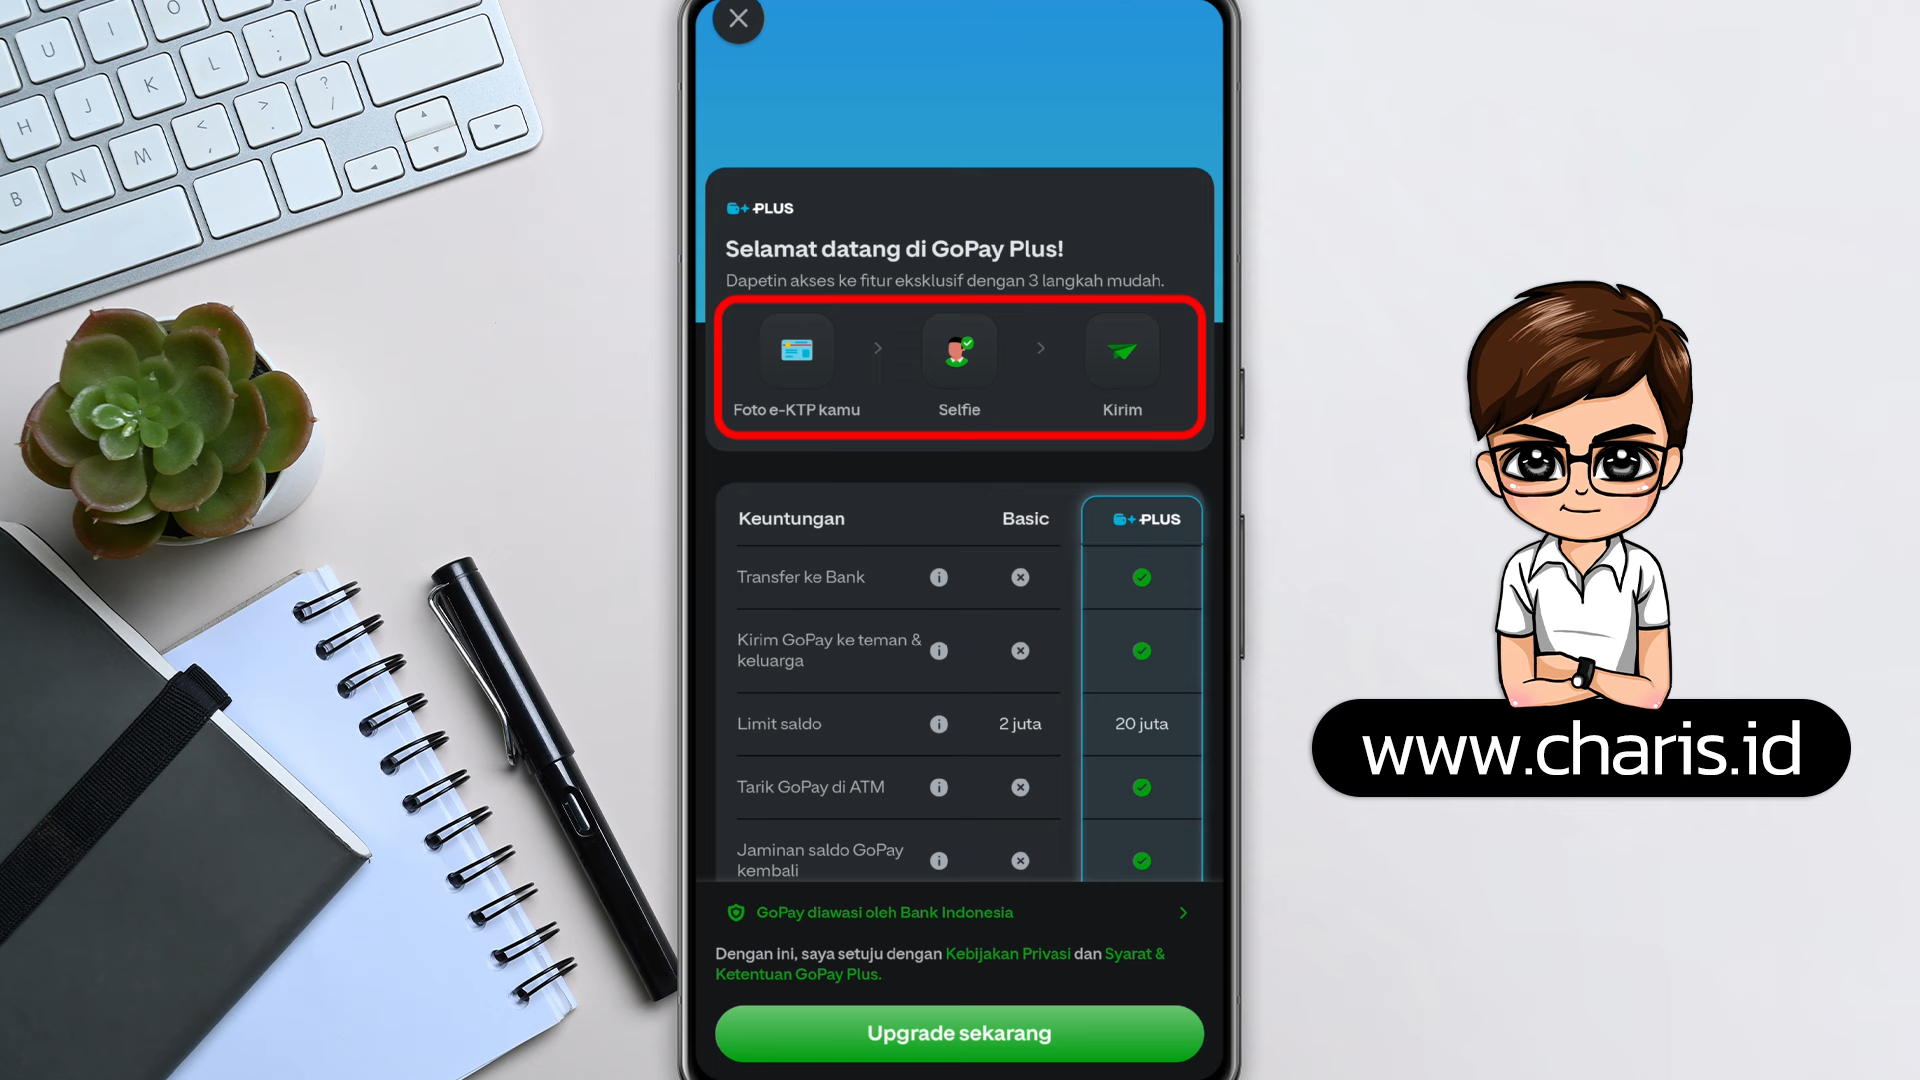 U
I
O
"
'
H
J
K
L
:
;
B
N
M
<
,
>
.
?
/
PLUS
Selamat datang di GoPay Plus!
Dapetin akses ke fitur eksklusif dengan 3 langkah mudah.
Foto e-KTP kamu
Selfie
Kirim
Keuntungan
Basic
PLUS
Transfer ke Bank
Kirim GoPay ke teman &
keluarga
Limit saldo
2 juta
20 juta
Tarik GoPay di ATM
Jaminan saldo GoPay
kembali
GoPay diawasi oleh Bank Indonesia
Dengan ini, saya setuju dengan Kebijakan Privasi dan Syarat &
Ketentuan GoPay Plus.
Upgrade sekarang
www.charis.id